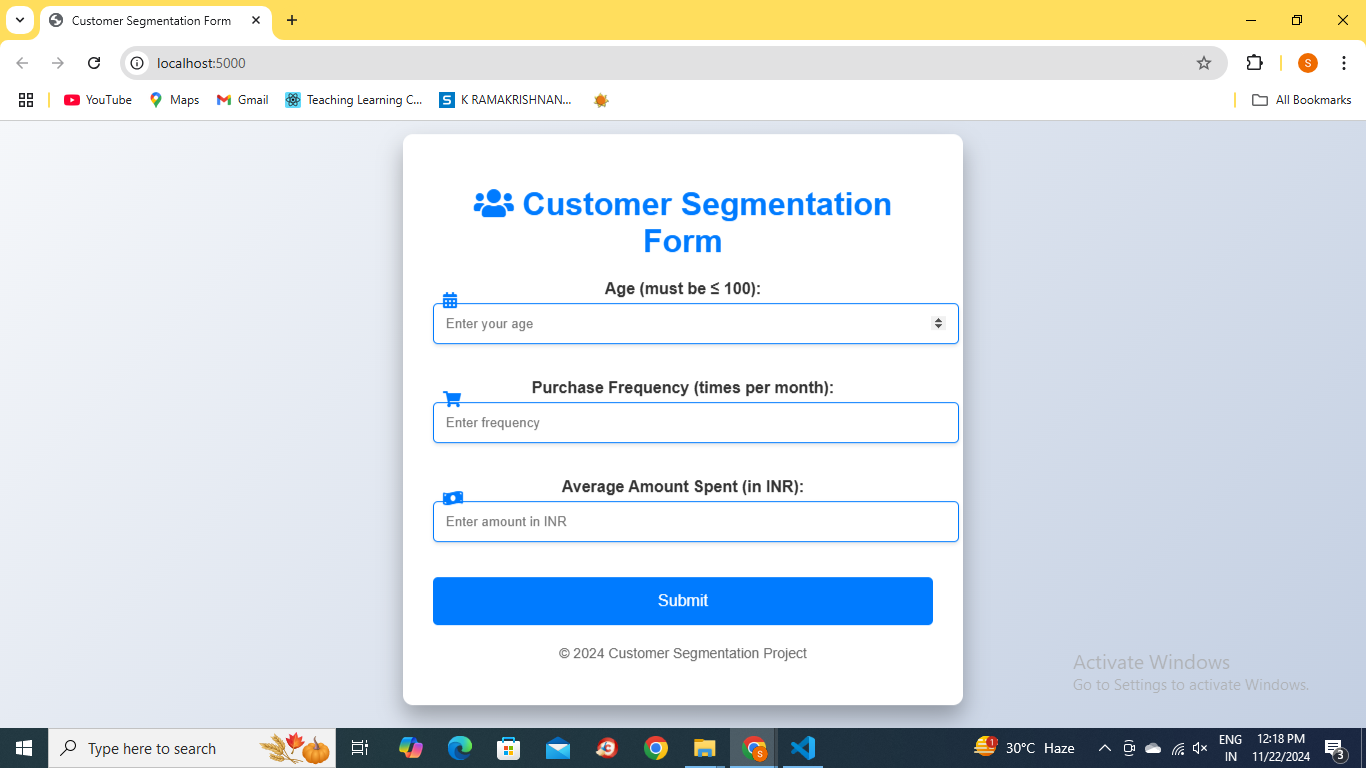 Customer Segmentation Form
localhost:5000
YouTube
Maps
Gmail
Teaching Learning C...
S
K RAMAKRISHNAN...
All Bookmarks
S
Customer Segmentation
Form
Age (must be ≤ 100):
Enter your age
Purchase Frequency (times per month):
Enter frequency
Average Amount Spent (in INR):
Enter amount in INR
Submit
© 2024 Customer Segmentation Project
Activate Windows
Go to Settings to activate Windows.
Type here to search
S
1
30°C Haze
ENG
IN
12:18 PM
11/22/2024
3